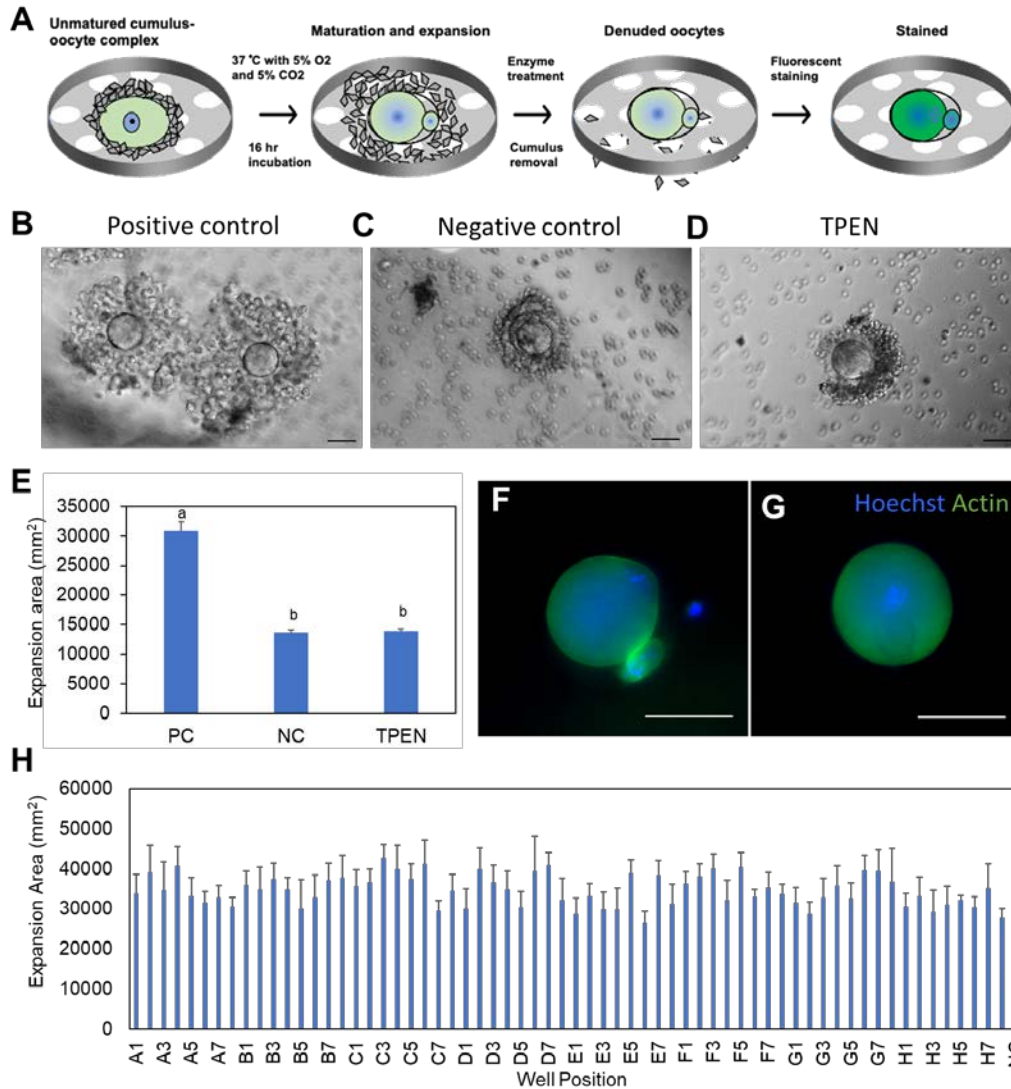 A
Unmatured cumulus-
oocyte complex
37 ˚C with 5% O2
and 5% CO2
16 hr
incubation
Maturation and expansion
Enzyme
treatment
Cumulus
removal
Denuded oocytes
Fluorescent
staining
Stained
B
Positive control
C
Negative control
D
TPEN
E
Expansion area (mm²)
35000
30000
25000
20000
15000
10000
5000
0
a
b
b
PC
NC
TPEN
F
G
Hoechst Actin
H
Expansion Area (mm²)
60000
50000
40000
30000
20000
10000
0
A1
A3
A5
A7
B1
B3
B5
B7
C1
C3
C5
C7
D1
D3
D5
D7
E1
E3
E5
E7
F1
F3
F5
F7
G1
G3
G5
G7
H1
H3
H5
H7
NC
Well Position